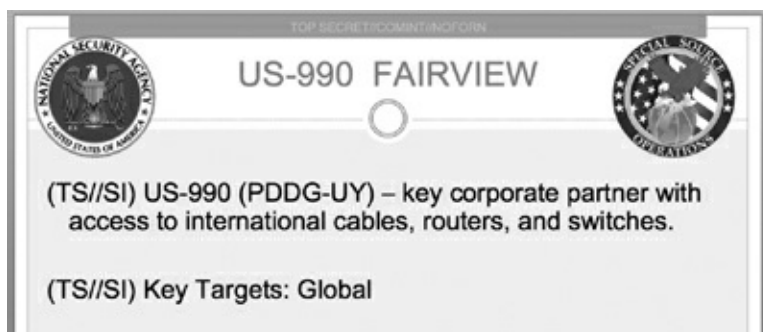 TOP SECRET//COMINT//NOFORN
NATIONAL SECURITY AGENCY
UNITED STATES OF AMERICA
US-990 FAIRVIEW
SPECIAL SOURCE
OPERATIONS
(TS//SI) US-990 (PDDG-UY) – key corporate partner with
access to international cables, routers, and switches.
(TS//SI) Key Targets: Global